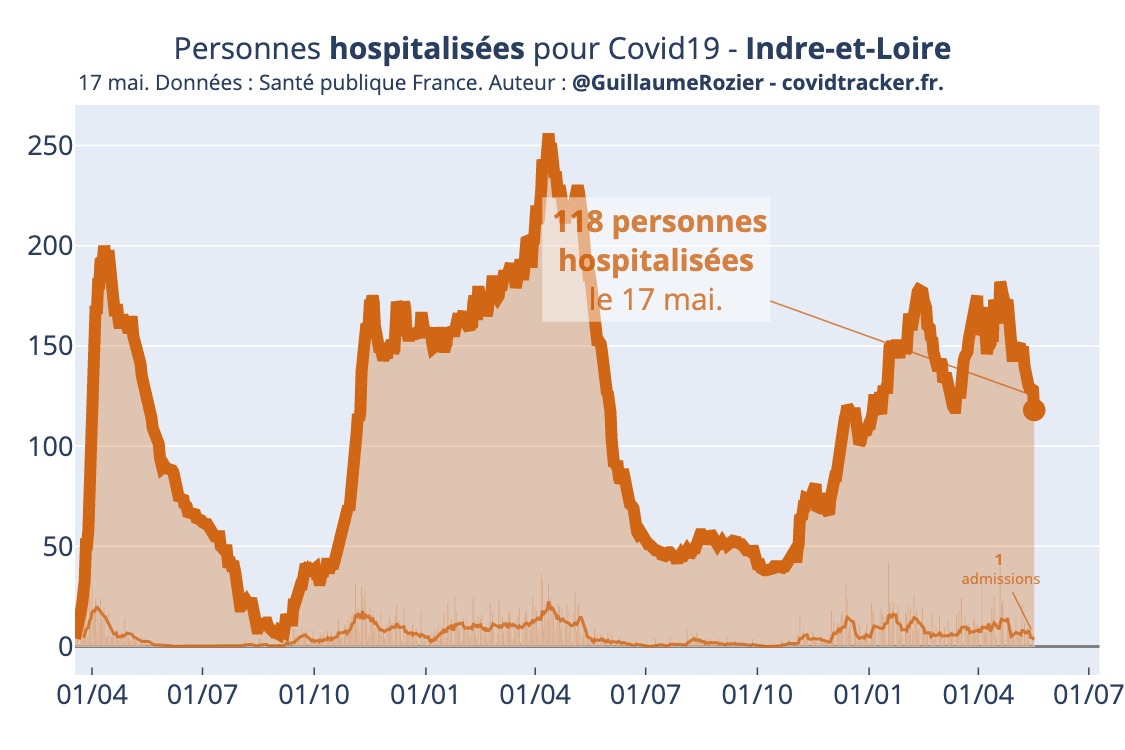 Personnes hospitalisées pour Covid19 - Indre-et-Loire
17 mai. Données : Santé publique France. Auteur : @GuillaumeRozier - covidtracker.fr.
250
200
150
100
50
0
118 personnes
hospitalisées
le 17 mai.
1
admissions
01/04 01/07 01/10 01/01 01/04 01/07 01/10 01/01 01/04 01/07